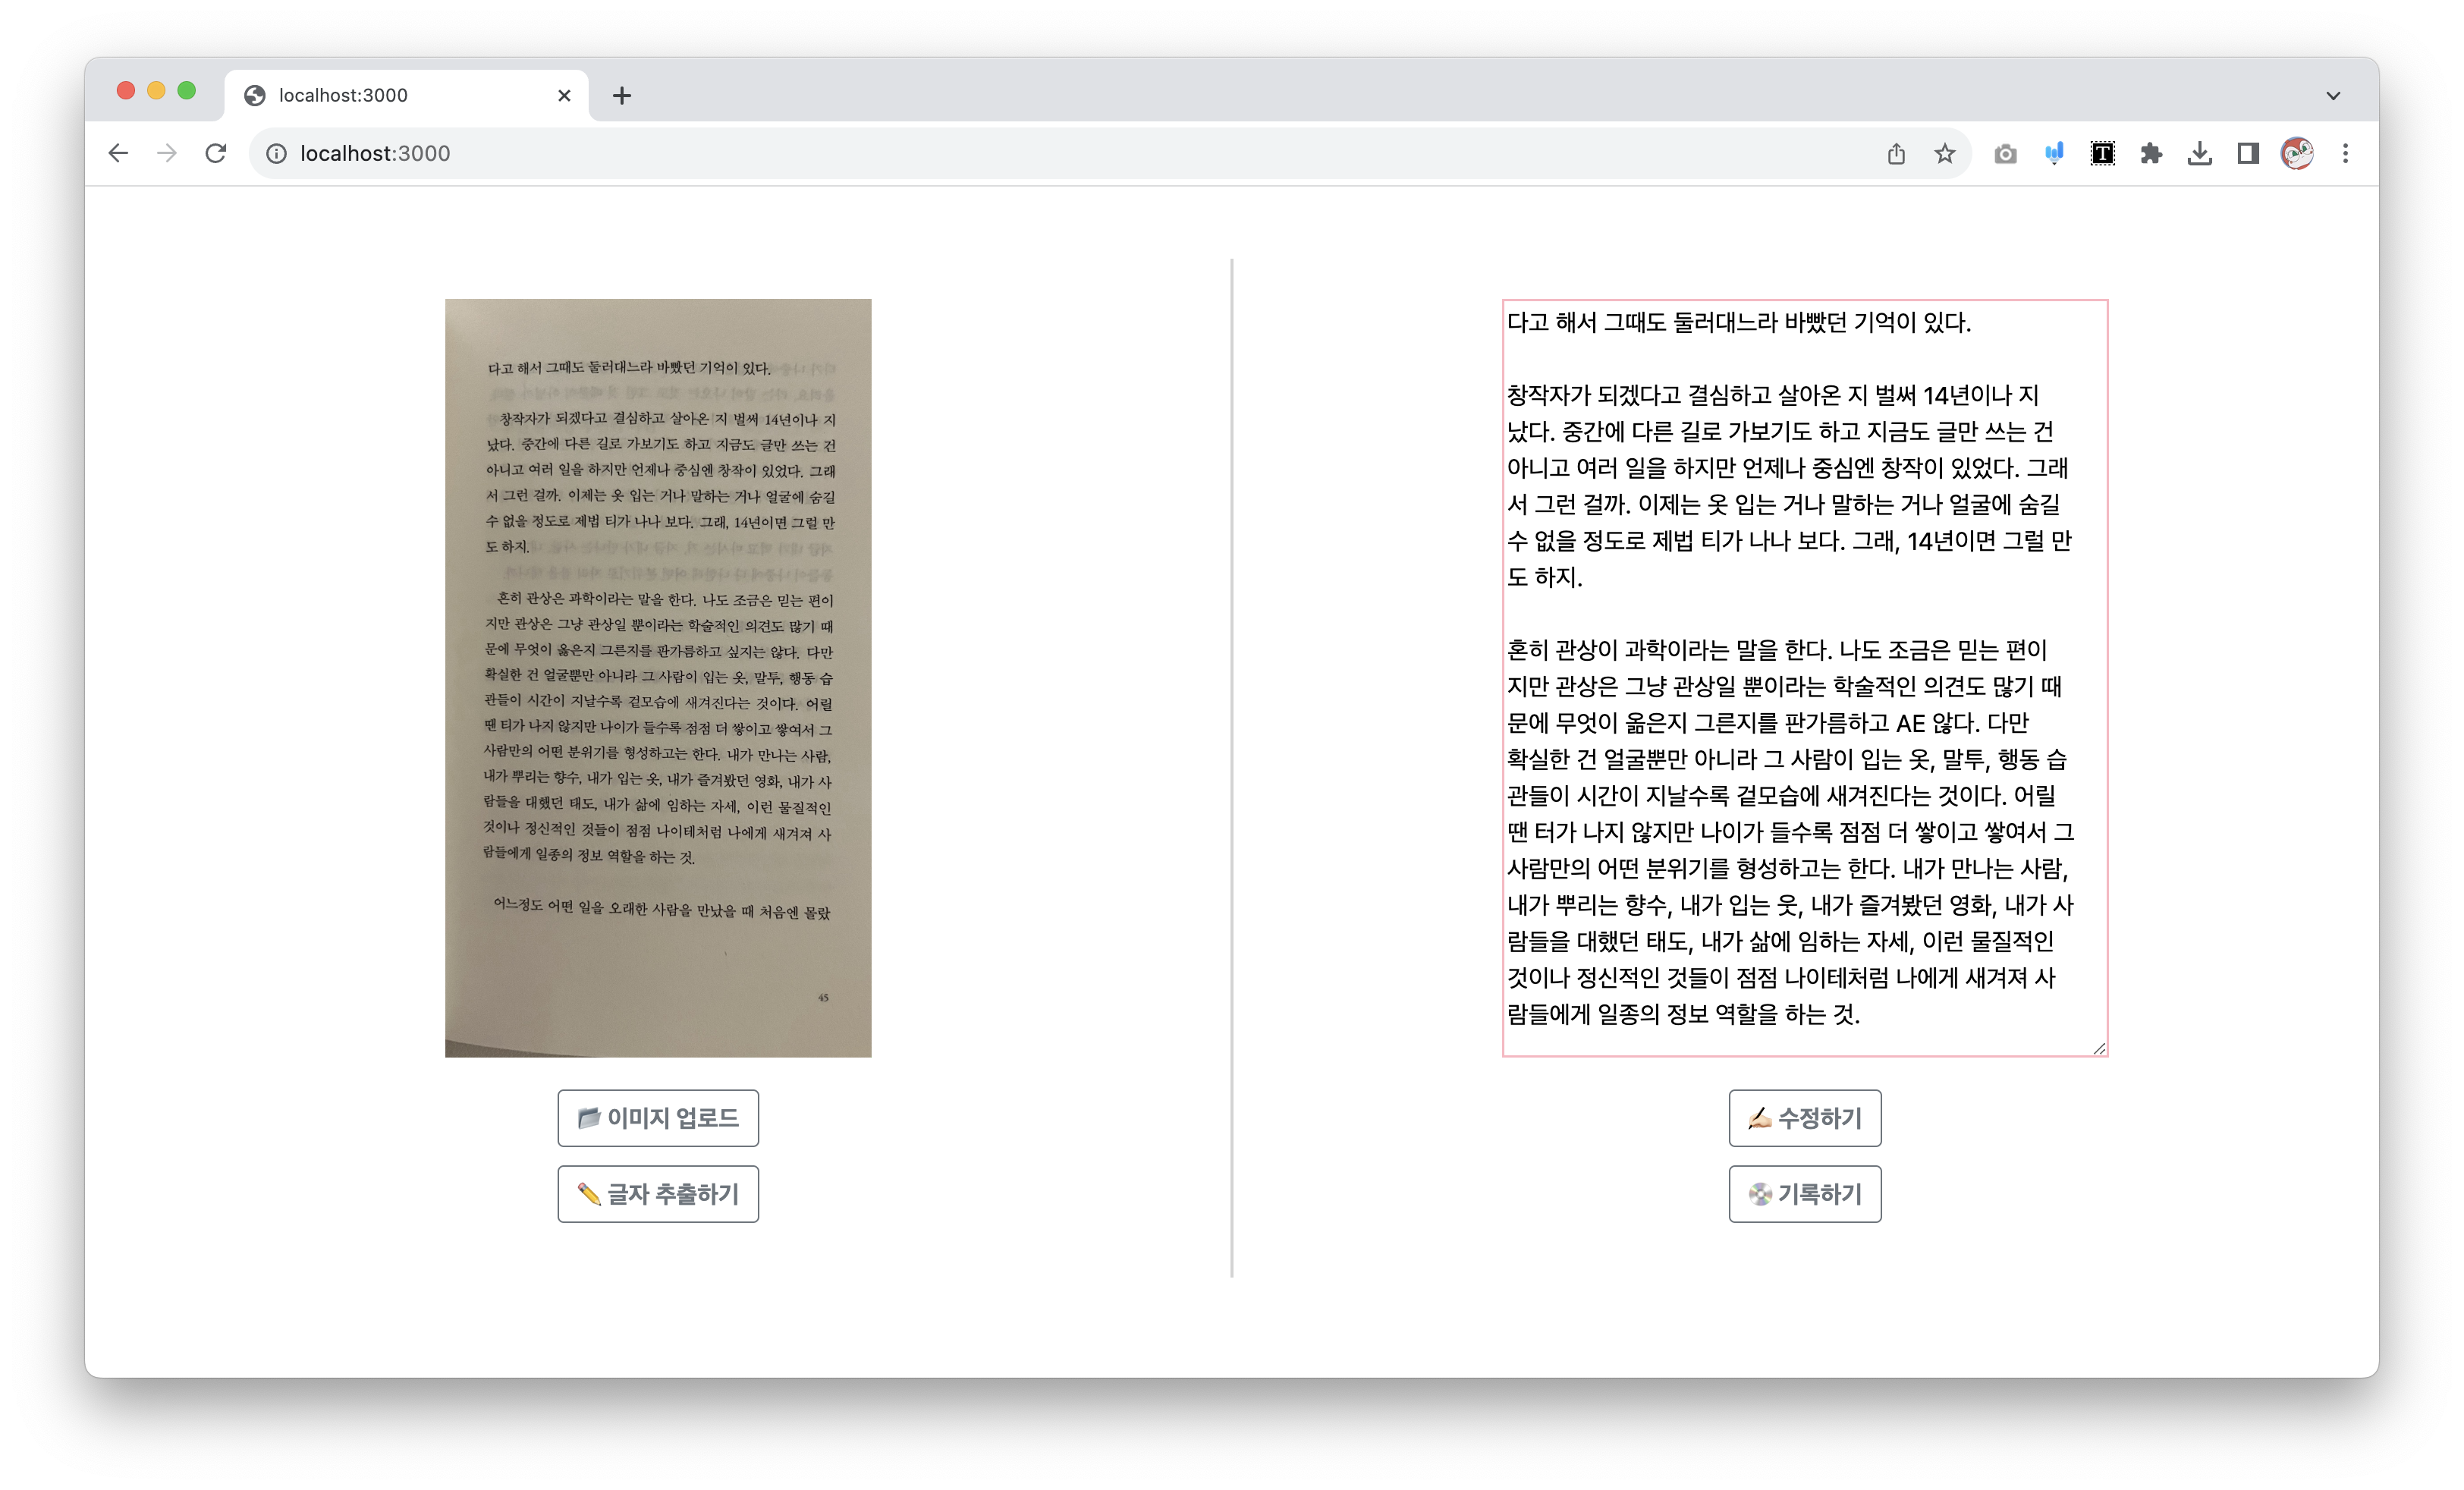 localhost:3000
localhost:3000
다고 해서 그때도 둘러대느라 바빴던 기억이 있다.
창작자가 되겠다고 결심하고 살아온 지 벌써 14년이나 지
났다. 중간에 다른 길로 가보기도 하고 지금도 글만 쓰는 건
아니고 여러 일을 하지만 언제나 중심엔 창작이 있었다. 그래
서 그런 걸까. 이제는 옷 입는 거나 말하는 거나 얼굴에 숨길
수 없을 정도로 제법 티가 나나 보다. 그래, 14년이면 그럴 만
도 하지.
흔히 관상은 과학이라는 말을 한다. 나도 조금은 믿는 편이
지만 관상은 그냥 관상일 뿐이라는 학술적인 의견도 많기 때
문에 무엇이 옳은지 그른지를 판가름하고 싶지는 않다. 다만
확실한 건 얼굴뿐만 아니라 그 사람이 입는 옷, 말투, 행동 습
관들이 시간이 지날수록 겉모습에 새겨진다는 것이다. 어릴
땐 티가 나지 않지만 나이가 들수록 점점 더 쌓이고 쌓여서 그
사람만의 어떤 분위기를 형성하고는 한다. 내가 만나는 사람,
내가 뿌리는 향수, 내가 입는 옷, 내가 즐겨봤던 영화, 내가 사
람들을 대했던 태도, 내가 삶에 임하는 자세, 이런 물질적인
것이나 정신적인 것들이 점점 나이테처럼 나에게 새겨져 사
람들에게 일종의 정보 역할을 하는 것.
어느정도 어떤 일을 오래한 사람을 만났을 때 처음엔 몰랐
45
이미지 업로드
글자 추출하기
다고 해서 그때도 둘러대느라 바빴던 기억이 있다.
창작자가 되겠다고 결심하고 살아온 지 벌써 14년이나 지
났다. 중간에 다른 길로 가보기도 하고 지금도 글만 쓰는 건
아니고 여러 일을 하지만 언제나 중심엔 창작이 있었다. 그래
서 그런 걸까. 이제는 옷 입는 거나 말하는 거나 얼굴에 숨길
수 없을 정도로 제법 티가 나나 보다. 그래, 14년이면 그럴 만
도 하지.
혼히 관상이 과학이라는 말을 한다. 나도 조금은 믿는 편이
지만 관상은 그냥 관상일 뿐이라는 학술적인 의견도 많기 때
문에 무엇이 옮은지 그른지를 판가름하고 AE 않다. 다만
확실한 건 얼굴뿐만 아니라 그 사람이 입는 옷, 말투, 행동 습
관들이 시간이 지날수록 겉모습에 새겨진다는 것이다. 어릴
땐 터가 나지 않지만 나이가 들수록 점점 더 쌓이고 쌓여서 그
사람만의 어떤 분위기를 형성하고는 한다. 내가 만나는 사람,
내가 뿌리는 향수, 내가 입는 웃, 내가 즐겨봤던 영화, 내가 사
람들을 대했던 태도, 내가 삶에 임하는 자세, 이런 물질적인
것이나 정신적인 것들이 점점 나이테처럼 나에게 새겨져 사
람들에게 일종의 정보 역할을 하는 것.
수정하기
기록하기